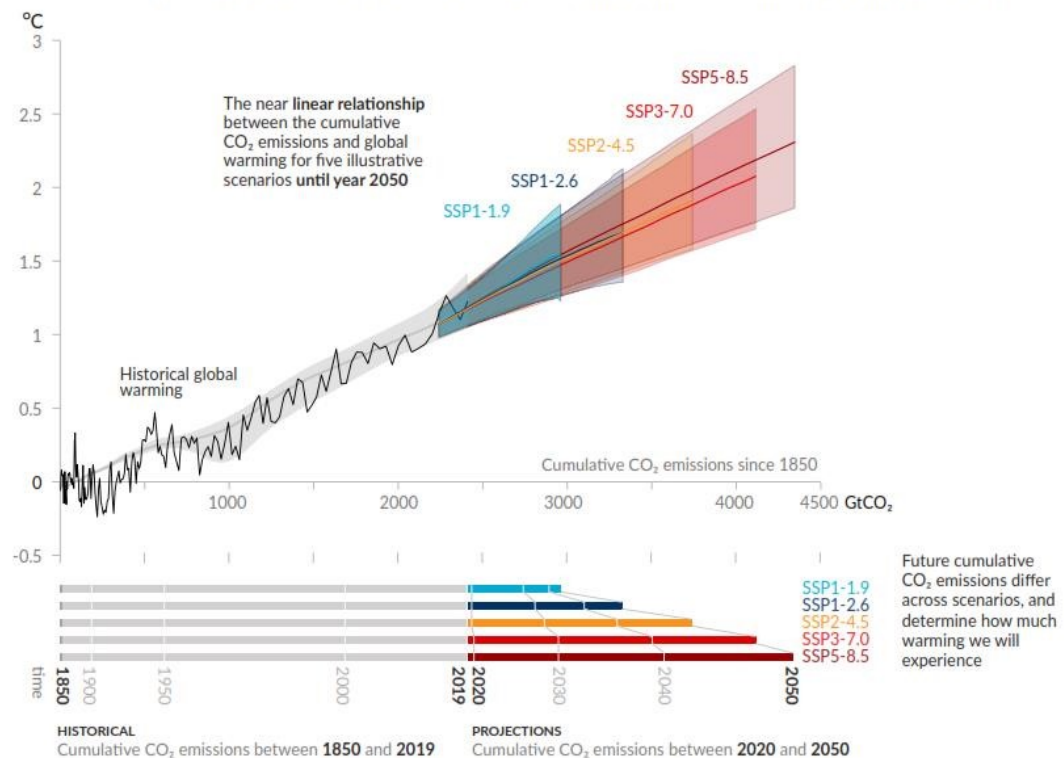 °C
3
2.5
2
1.5
1
0.5
0
-0.5
The near linear relationship
between the cumulative
CO₂ emissions and global
warming for five illustrative
scenarios until year 2050
SSP5-8.5
SSP3-7.0
SSP2-4.5
SSP1-2.6
SSP1-1.9
Historical global
warming
Cumulative CO₂ emissions since 1850
1000
2000
3000
4000
4500 GtCO₂
SSP1-1.9
SSP1-2.6
SSP2-4.5
SSP3-7.0
SSP5-8.5
Future cumulative
CO₂ emissions differ
across scenarios, and
determine how much
warming we will
experience
time
1850
1900
1950
2000
2019
2020
2030
2040
2050
HISTORICAL
Cumulative CO₂ emissions between 1850 and 2019
PROJECTIONS
Cumulative CO₂ emissions between 2020 and 2050